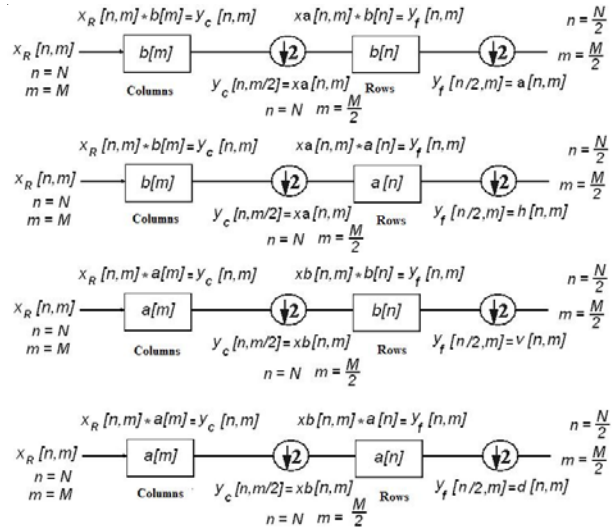 x_R [n,m] * b[m] = y_c [n,m]    xa[n,m] * b[n] = y_f [n,m]    n = N/2
x_R [n,m]    b[m]    ↓2    b[n]    ↓2    m = M/2
n = N    Columns    y_c [n,m/2] = xa[n,m]    Rows    y_f [n/2,m] = a[n,m]
m = M    n = N    m = M/2
x_R [n,m] * b[m] = y_c [n,m]    xa[n,m] * a[n] = y_f [n,m]    n = N/2
x_R [n,m]    b[m]    ↓2    a[n]    ↓2    m = M/2
n = N    Columns    y_c [n,m/2] = xa[n,m]    Rows    y_f [n/2,m] = h[n,m]
m = M    n = N    m = M/2
x_R [n,m] * a[m] = y_c [n,m]    xb[n,m] * b[n] = y_f [n,m]    n = N/2
x_R [n,m]    a[m]    ↓2    b[n]    ↓2    m = M/2
n = N    Columns    y_c [n,m/2] = xb[n,m]    Rows    y_f [n/2,m] = v[n,m]
m = M    n = N    m = M/2
x_R [n,m] * a[m] = y_c [n,m]    xb[n,m] * a[n] = y_f [n,m]    n = N/2
x_R [n,m]    a[m]    ↓2    a[n]    ↓2    m = M/2
n = N    Columns    y_c [n,m/2] = xb[n,m]    Rows    y_f [n/2,m] = d[n,m]
m = M    n = N    m = M/2